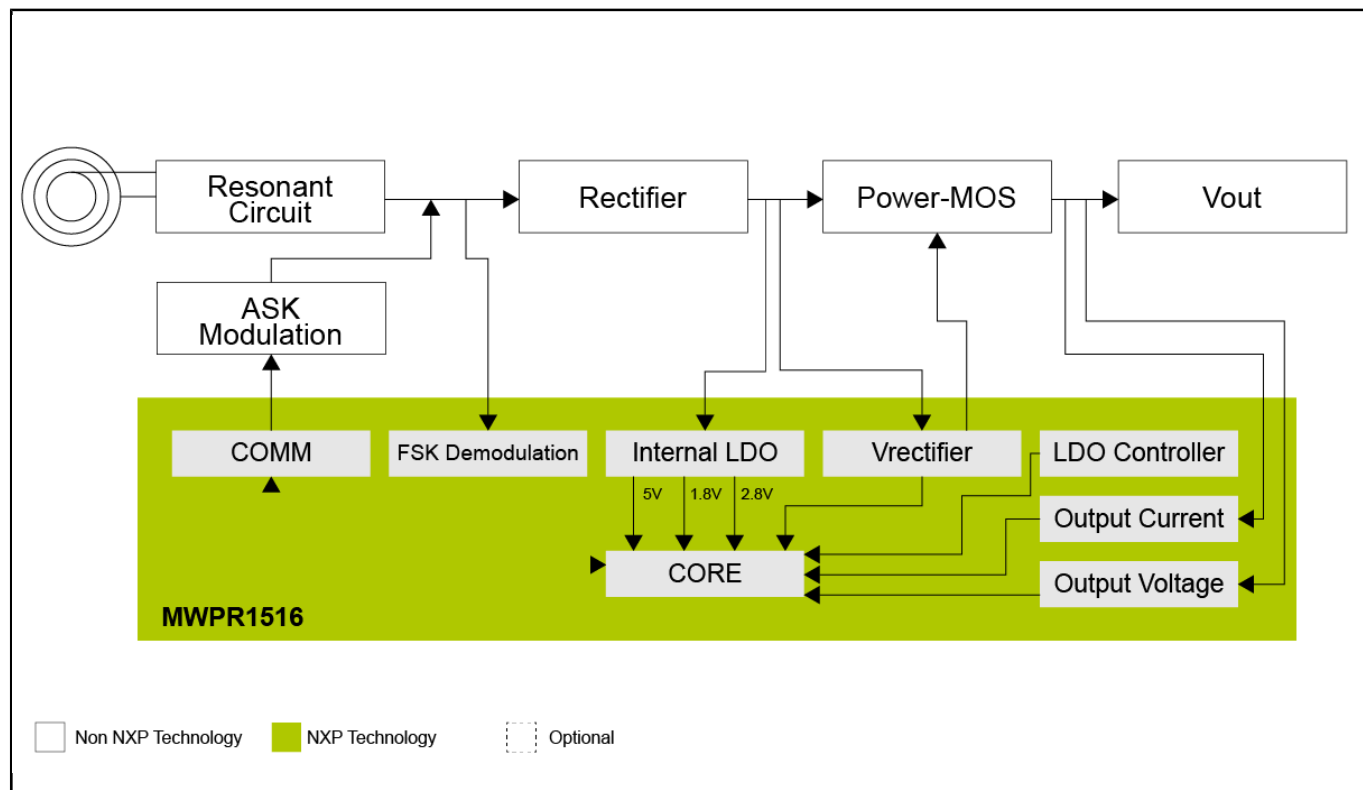 Resonant
Circuit
Rectifier
Power-MOS
Vout
ASK
Modulation
COMM
FSK Demodulation
Internal LDO
Vrectifier
LDO Controller
5V
1.8V
2.8V
Output Current
CORE
Output Voltage
MWPR1516
Non NXP Technology
NXP Technology
Optional